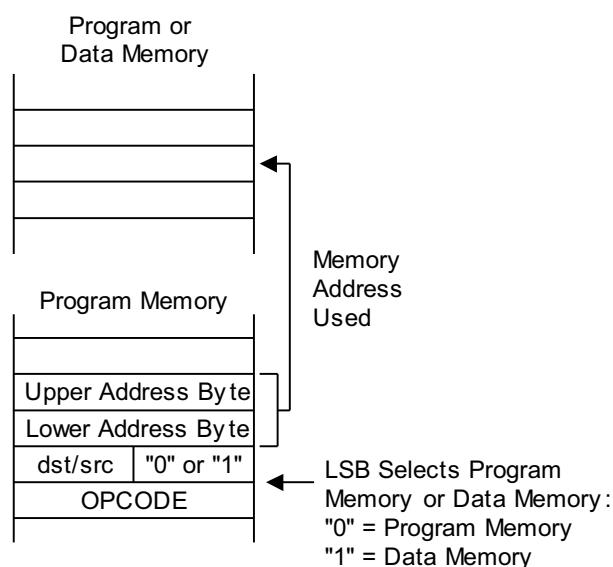 Program or
Data Memory
Memory
Address
Used
Program Memory
Upper Address Byte
Lower Address Byte
dst/src "0" or "1"
OPCODE
LSB Selects Program
Memory or Data Memory:
"0" = Program Memory
"1" = Data Memory